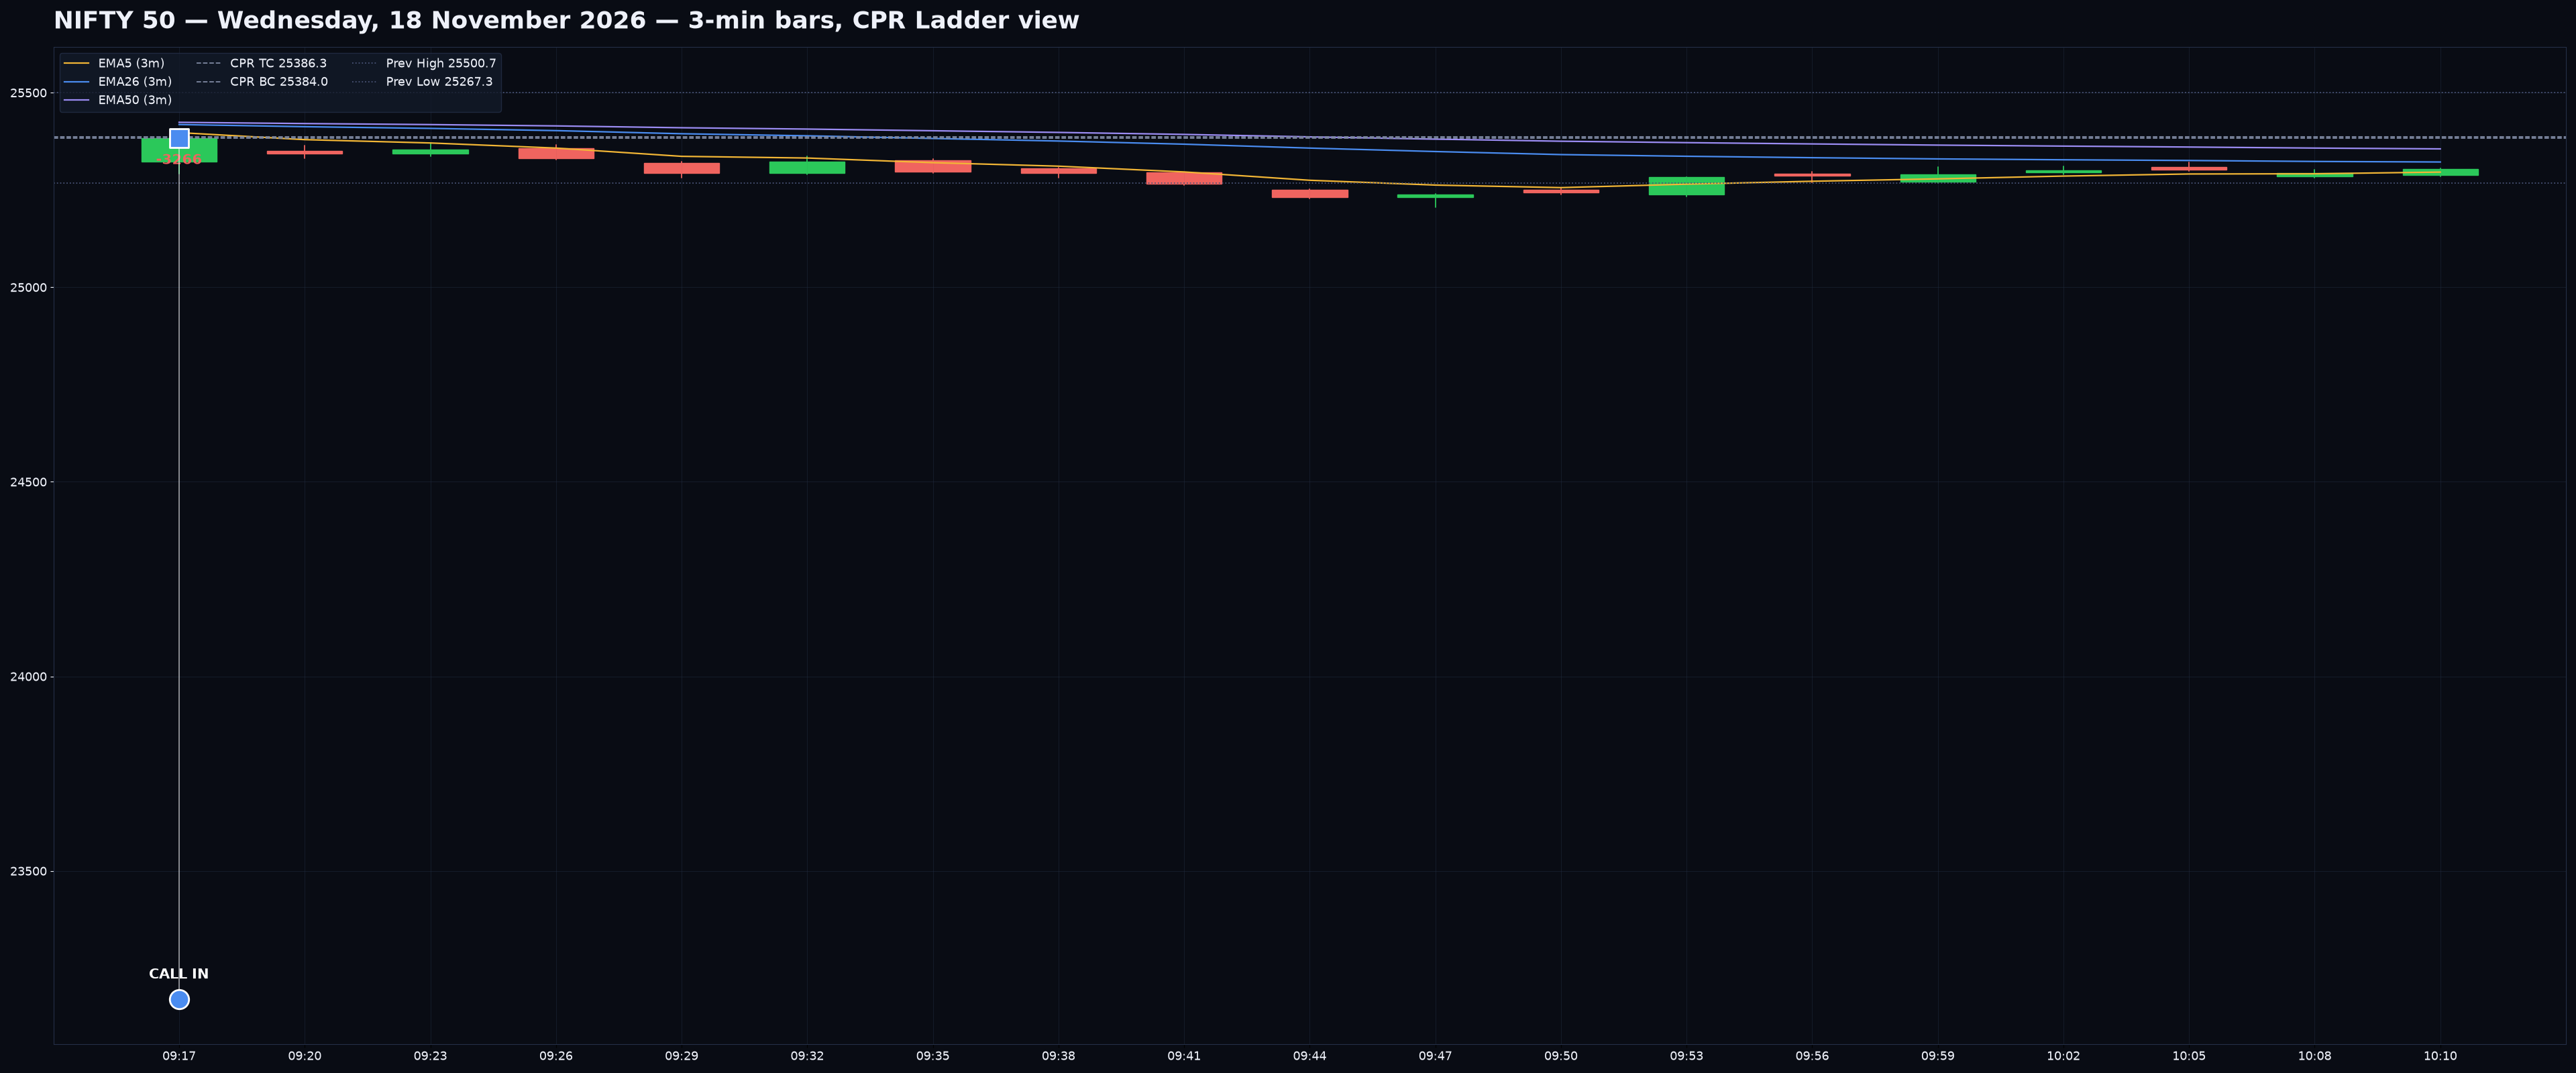 NIFTY 50 — Wednesday, 18 November 2026 — 3-min bars, CPR Ladder view
EMA5 (3m)
EMA26 (3m)
EMA50 (3m)
CPR TC 25386.3
CPR BC 25384.0
Prev High 25500.7
Prev Low 25267.3
25500
25000
24500
24000
23500
CALL IN
09:17 09:20 09:23 09:26 09:29 09:32 09:35 09:38 09:41 09:44 09:47 09:50 09:53 09:56 09:59 10:02 10:05 10:08 10:10